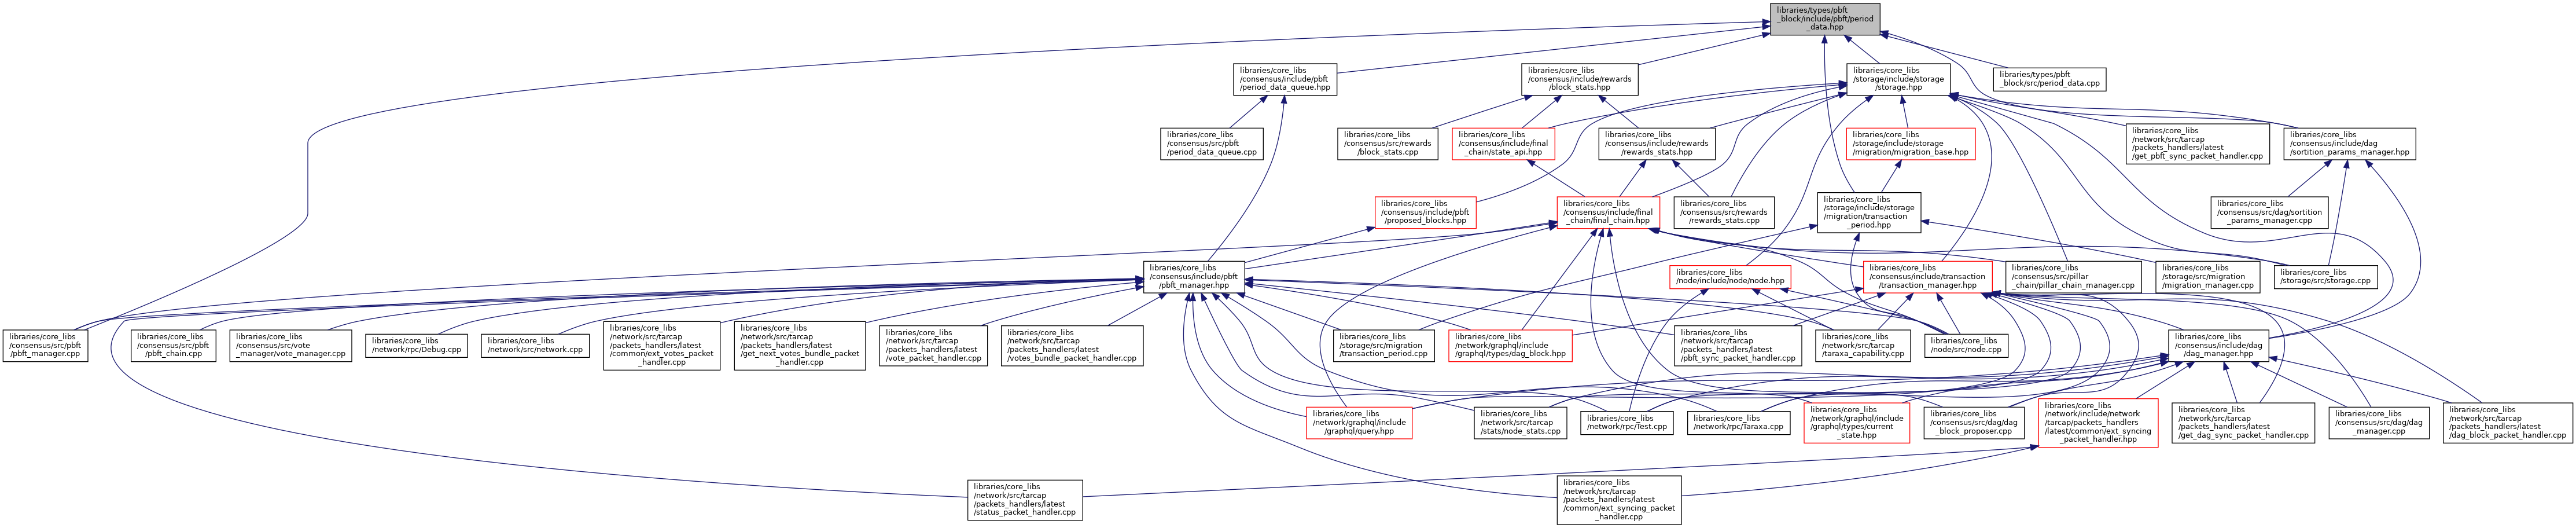 libraries/types/pbft
_block/include/pbft/period
_data.hpp
libraries/core_libs
/consensus/include/pbft
/period_data_queue.hpp
libraries/core_libs
/consensus/include/rewards
/block_stats.hpp
libraries/core_libs
/storage/include/storage
/storage.hpp
libraries/types/pbft
_block/src/period_data.cpp
libraries/core_libs
/consensus/src/pbft
/period_data_queue.cpp
libraries/core_libs
/consensus/src/rewards
/block_stats.cpp
libraries/core_libs
/consensus/include/final
_chain/state_api.hpp
libraries/core_libs
/consensus/include/rewards
/rewards_stats.hpp
libraries/core_libs
/storage/include/storage
/migration/migration_base.hpp
libraries/core_libs
/network/src/tarcap
/packets_handlers/latest
/get_pbft_sync_packet_handler.cpp
libraries/core_libs
/consensus/include/dag
/sortition_params_manager.hpp
libraries/core_libs
/consensus/include/pbft
/proposed_blocks.hpp
libraries/core_libs
/consensus/include/final
_chain/final_chain.hpp
libraries/core_libs
/consensus/src/rewards
/rewards_stats.cpp
libraries/core_libs
/storage/include/storage
/migration/transaction
_period.hpp
libraries/core_libs
/consensus/src/dag/sortition
_params_manager.cpp
libraries/core_libs
/consensus/include/pbft
/pbft_manager.hpp
libraries/core_libs
/node/include/node/node.hpp
libraries/core_libs
/consensus/include/transaction
/transaction_manager.hpp
libraries/core_libs
/consensus/src/pillar
_chain/pillar_chain_manager.cpp
libraries/core_libs
/storage/src/migration
/migration_manager.cpp
libraries/core_libs
/storage/src/storage.cpp
libraries/core_libs
/consensus/src/pbft
/pbft_manager.cpp
libraries/core_libs
/consensus/src/pbft
/pbft_chain.cpp
libraries/core_libs
/consensus/src/vote
_manager/vote_manager.cpp
libraries/core_libs
/network/rpc/Debug.cpp
libraries/core_libs
/network/src/network.cpp
libraries/core_libs
/network/src/tarcap
/packets_handlers/latest
/common/ext_votes_packet
_handler.cpp
libraries/core_libs
/network/src/tarcap
/packets_handlers/latest
/get_next_votes_bundle_packet
_handler.cpp
libraries/core_libs
/network/src/tarcap
/packets_handlers/latest
/vote_packet_handler.cpp
libraries/core_libs
/network/src/tarcap
/packets_handlers/latest
/votes_bundle_packet_handler.cpp
libraries/core_libs
/storage/src/migration
/transaction_period.cpp
libraries/core_libs
/network/graphql/include
/graphql/types/dag_block.hpp
libraries/core_libs
/network/src/tarcap
/packets_handlers/latest
/pbft_sync_packet_handler.cpp
libraries/core_libs
/network/src/tarcap
/taraxa_capability.cpp
libraries/core_libs
/node/src/node.cpp
libraries/core_libs
/consensus/include/dag
/dag_manager.hpp
libraries/core_libs
/network/graphql/include
/graphql/query.hpp
libraries/core_libs
/network/src/tarcap
/stats/node_stats.cpp
libraries/core_libs
/network/rpc/Test.cpp
libraries/core_libs
/network/rpc/Taraxa.cpp
libraries/core_libs
/network/graphql/include
/graphql/types/current
_state.hpp
libraries/core_libs
/consensus/src/dag/dag
_block_proposer.cpp
libraries/core_libs
/network/include/network
/tarcap/packets_handlers
/latest/common/ext_syncing
_packet_handler.hpp
libraries/core_libs
/network/src/tarcap
/packets_handlers/latest
/get_dag_sync_packet_handler.cpp
libraries/core_libs
/consensus/src/dag/dag
_manager.cpp
libraries/core_libs
/network/src/tarcap
/packets_handlers/latest
/dag_block_packet_handler.cpp
libraries/core_libs
/network/src/tarcap
/packets_handlers/latest
/status_packet_handler.cpp
libraries/core_libs
/network/src/tarcap
/packets_handlers/latest
/common/ext_syncing_packet
_handler.cpp